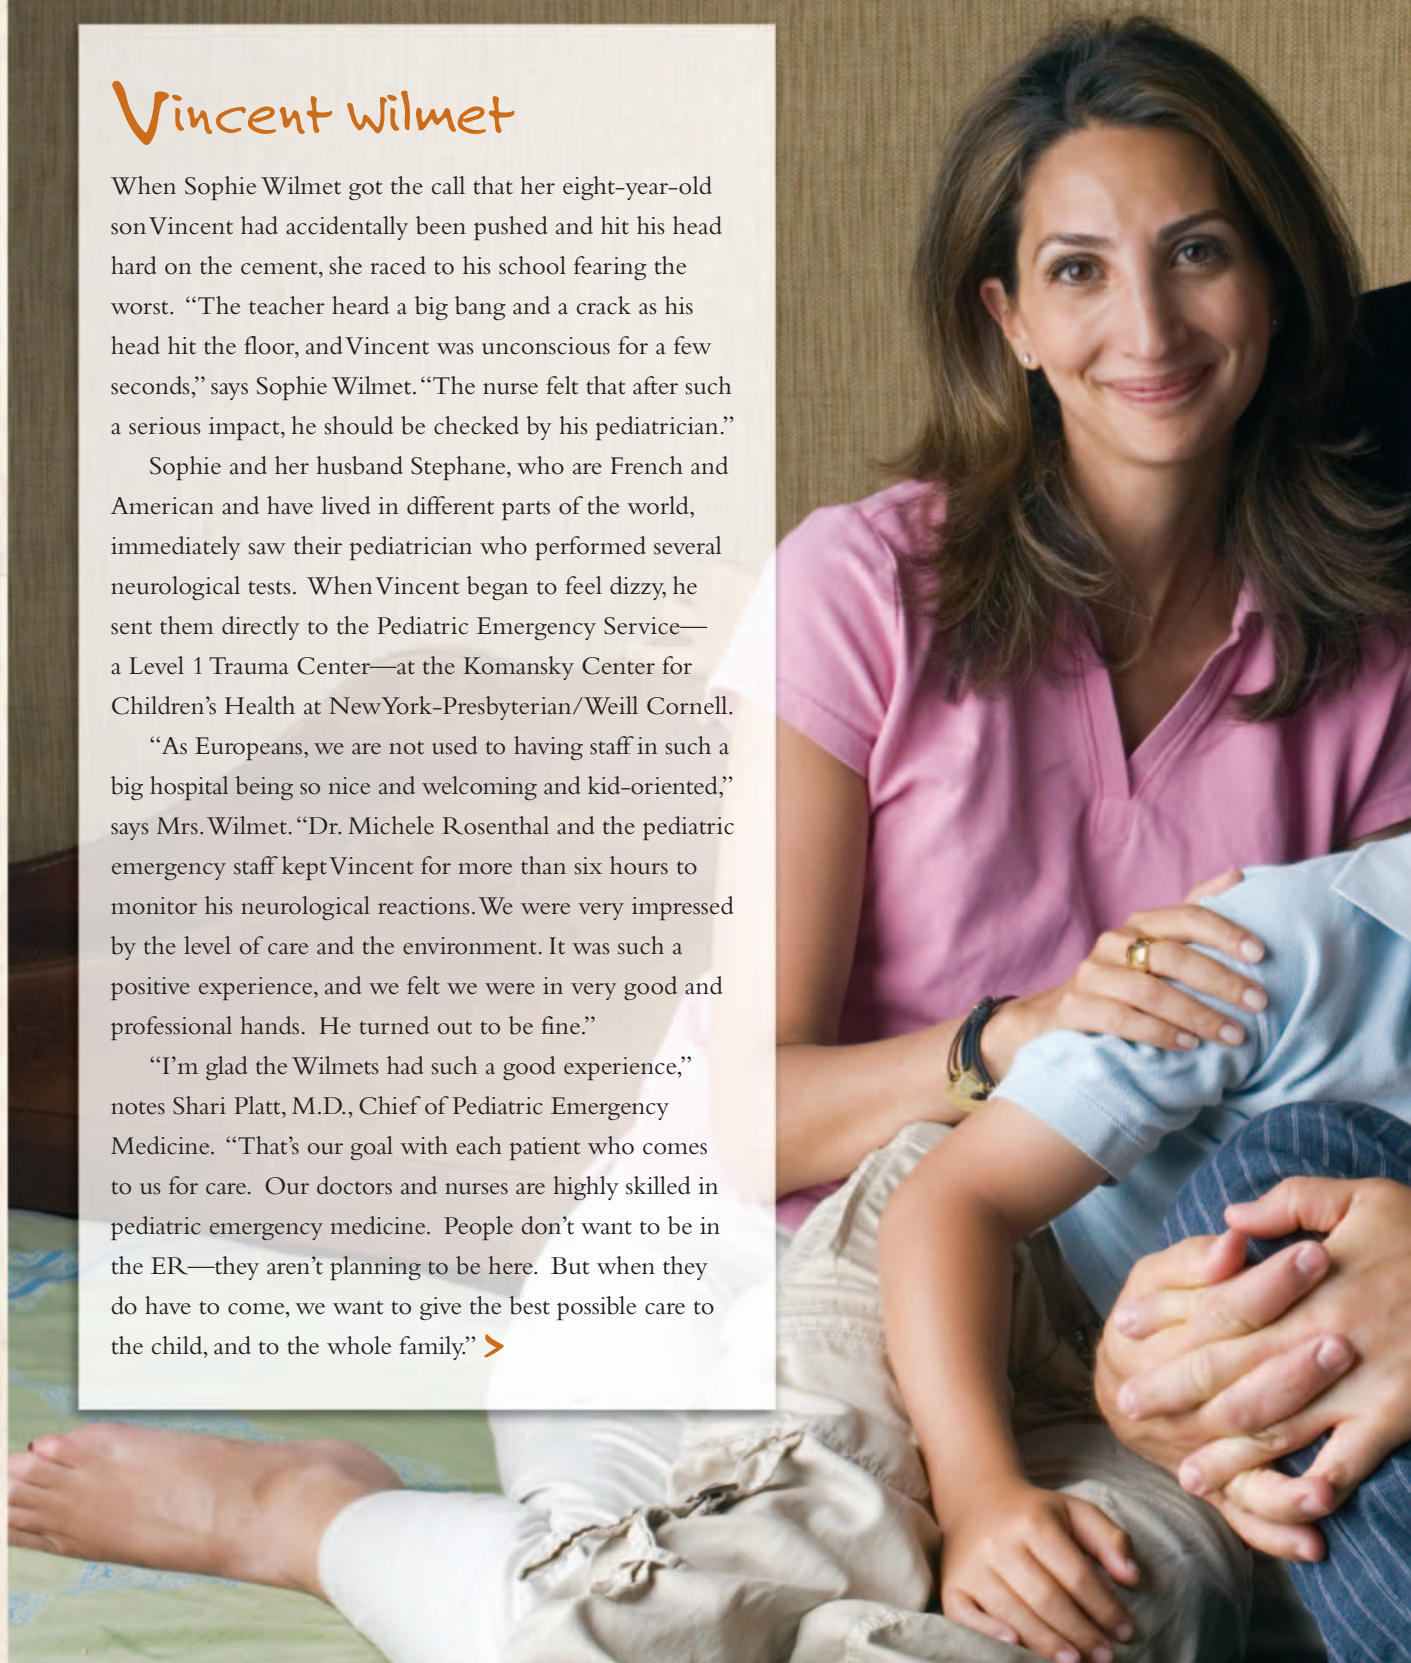 Vincent Wilmet
When Sophie Wilmet got the call that her eight-year-old
son Vincent had accidentally been pushed and hit his head
hard on the cement, she raced to his school fearing the
worst. “The teacher heard a big bang and a crack as his
head hit the floor, and Vincent was unconscious for a few
seconds,” says Sophie Wilmet. “The nurse felt that after such
a serious impact, he should be checked by his pediatrician.”
Sophie and her husband Stephane, who are French and
American and have lived in different parts of the world,
immediately saw their pediatrician who performed several
neurological tests. When Vincent began to feel dizzy, he
sent them directly to the Pediatric Emergency Service—
a Level 1 Trauma Center—at the Komansky Center for
Children’s Health at NewYork-Presbyterian/Weill Cornell.
“As Europeans, we are not used to having staff in such a
big hospital being so nice and welcoming and kid-oriented,”
says Mrs. Wilmet. “Dr. Michele Rosenthal and the pediatric
emergency staff kept Vincent for more than six hours to
monitor his neurological reactions. We were very impressed
by the level of care and the environment. It was such a
positive experience, and we felt we were in very good and
professional hands. He turned out to be fine.”
“I’m glad the Wilmets had such a good experience,”
notes Shari Platt, M.D., Chief of Pediatric Emergency
Medicine. “That’s our goal with each patient who comes
to us for care. Our doctors and nurses are highly skilled in
pediatric emergency medicine. People don’t want to be in
the ER—they aren’t planning to be here. But when they
do have to come, we want to give the best possible care to
the child, and to the whole family.” >